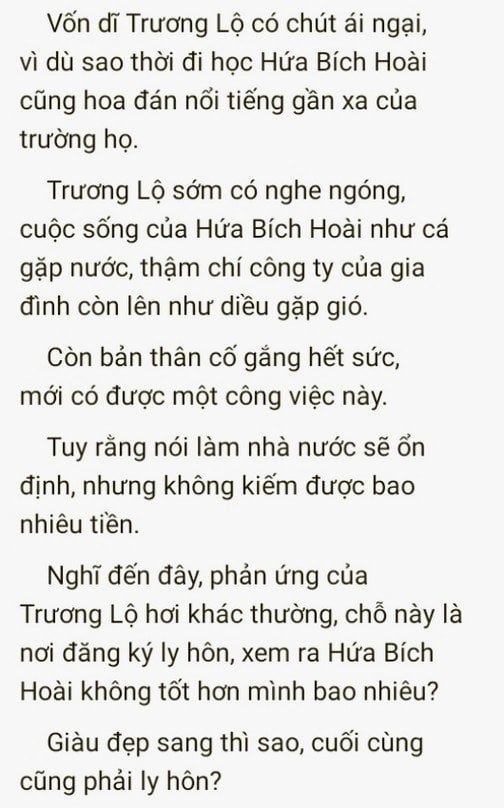 Vốn dĩ Trương Lộ có chút ái ngại,
vì dù sao thời đi học Hứa Bích Hoài
cũng hoa đán nổi tiếng gần xa của
trường họ.
Trương Lộ sớm có nghe ngóng,
cuộc sống của Hứa Bích Hoài như cá
gặp nước, thậm chí công ty của gia
đình còn lên như diều gặp gió.
Còn bản thân cố gắng hết sức,
mới có được một công việc này.
Tuy rằng nói làm nhà nước sẽ ổn
định, nhưng không kiếm được bao
nhiêu tiền.
Nghĩ đến đây, phản ứng của
Trương Lộ hơi khác thường, chỗ này là
nơi đăng ký ly hôn, xem ra Hứa Bích
Hoài không tốt hơn mình bao nhiêu?
Giàu đẹp sang thì sao, cuối cùng
cũng phải ly hôn?